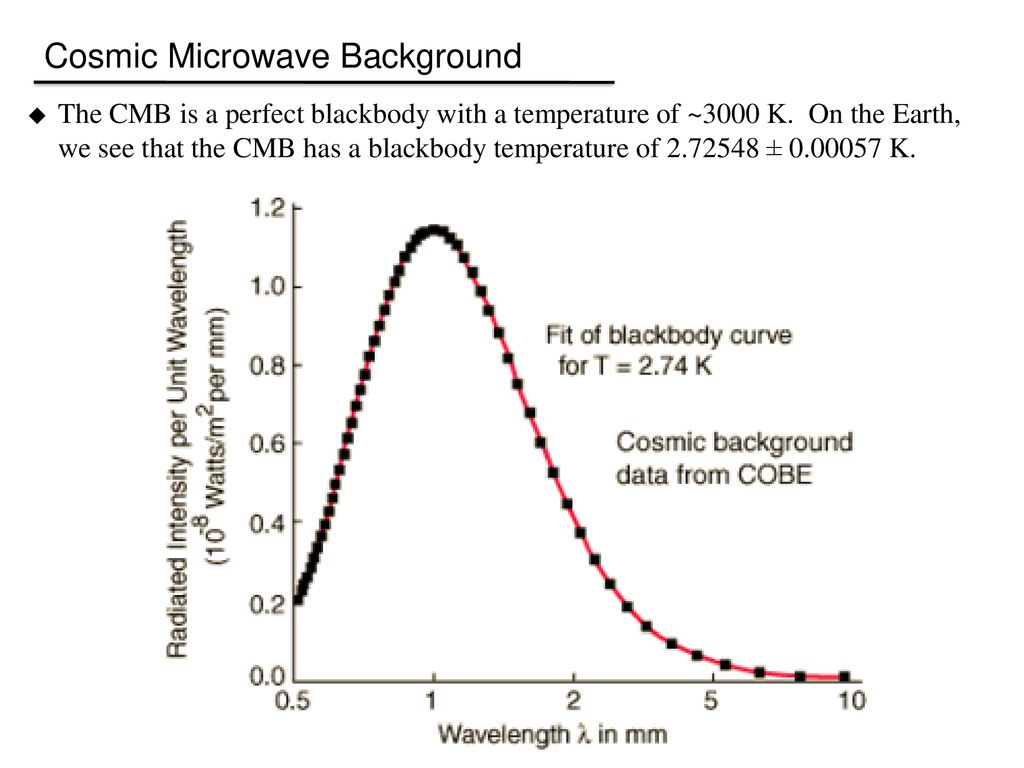 Cosmic Microwave Background
◆ The CMB is a perfect blackbody with a temperature of ~3000 K. On the Earth,
we see that the CMB has a blackbody temperature of 2.72548 ± 0.00057 K.
Radiated Intensity per Unit Wavelength
(10⁻⁸ Watts/m² per mm)
1.2
1.0
0.8
0.6
0.4
0.2
0.0
Fit of blackbody curve
for T = 2.74 K
Cosmic background
data from COBE
0.5 1 2 5 10
Wavelength λ in mm